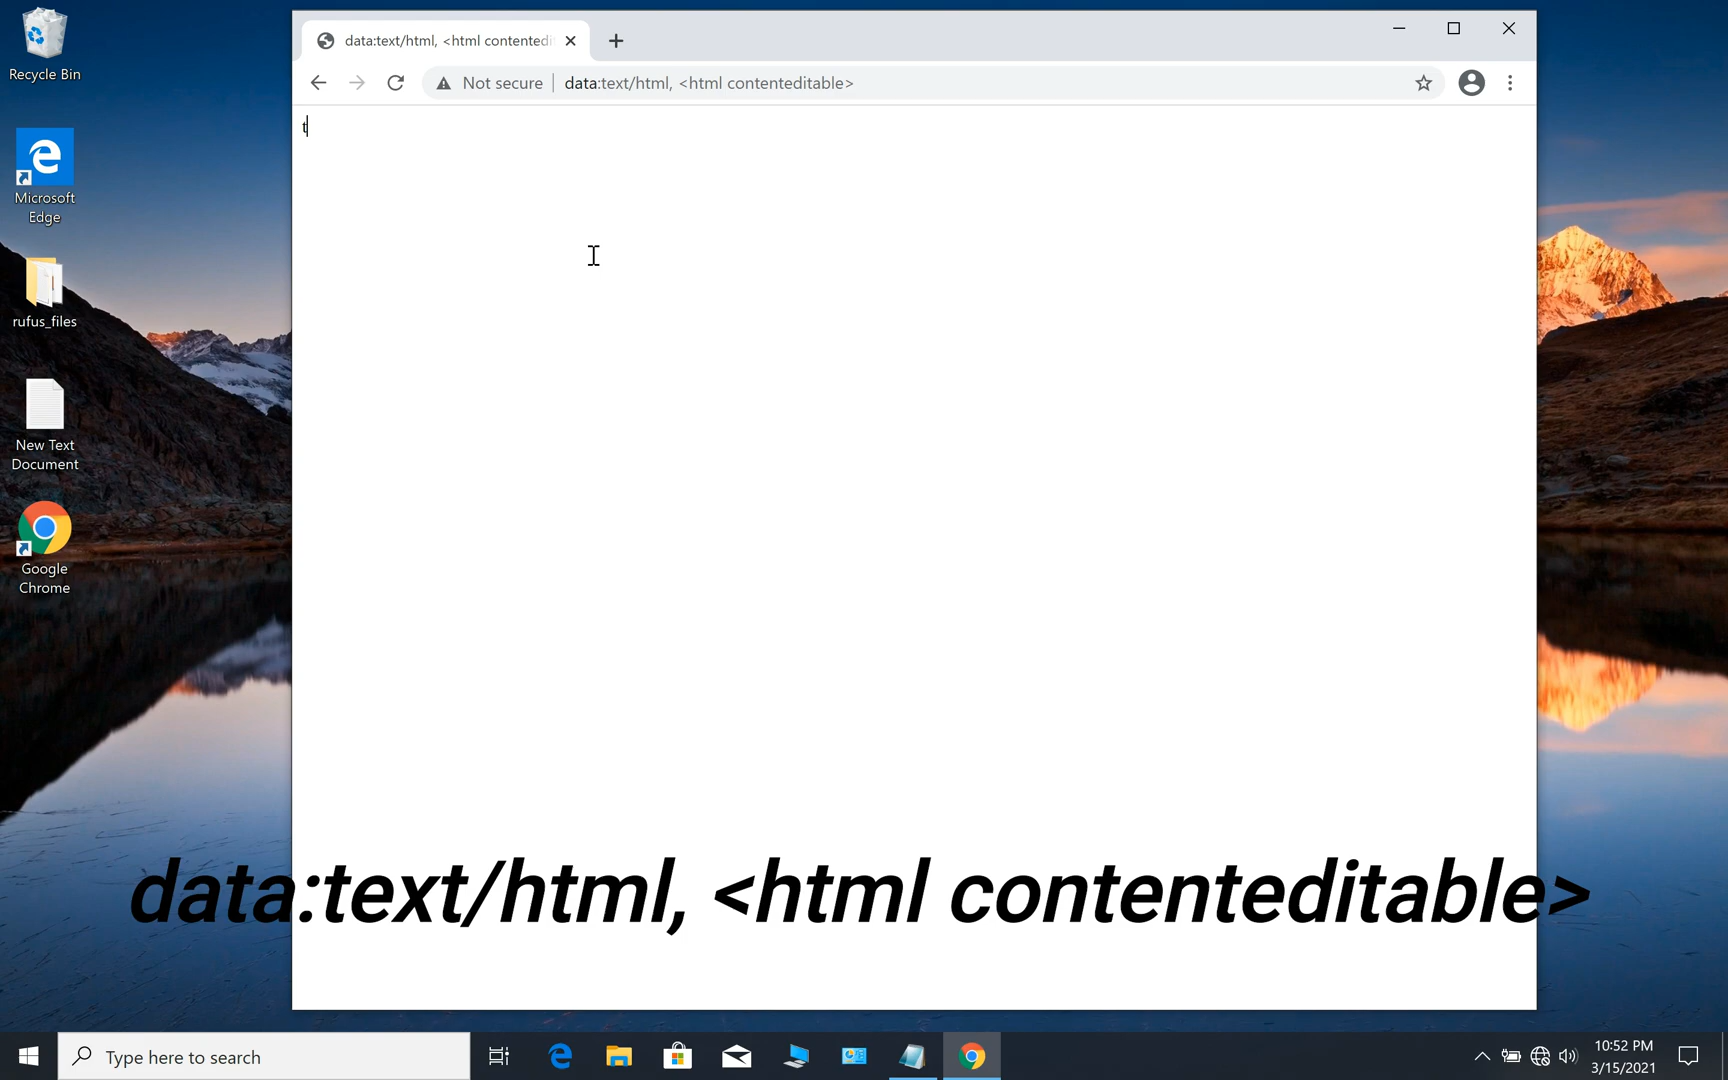 Recycle Bin
Microsoft
Edge
rufus_files
New Text
Document
Google
Chrome
data:text/html, <html contentedi
Not secure
data:text/html, <html contenteditable>
t
data:text/html, <html contenteditable>
Type here to search
10:52 PM
3/15/2021